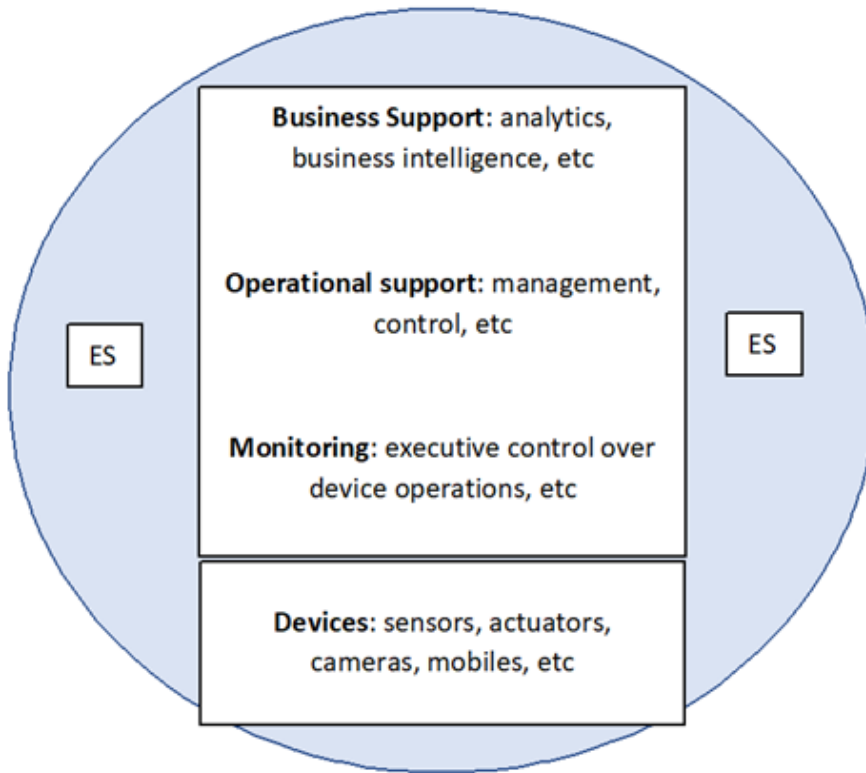 Business Support: analytics,
business intelligence, etc
Operational support: management,
control, etc
ES
ES
Monitoring: executive control over
device operations, etc
Devices: sensors, actuators,
cameras, mobiles, etc